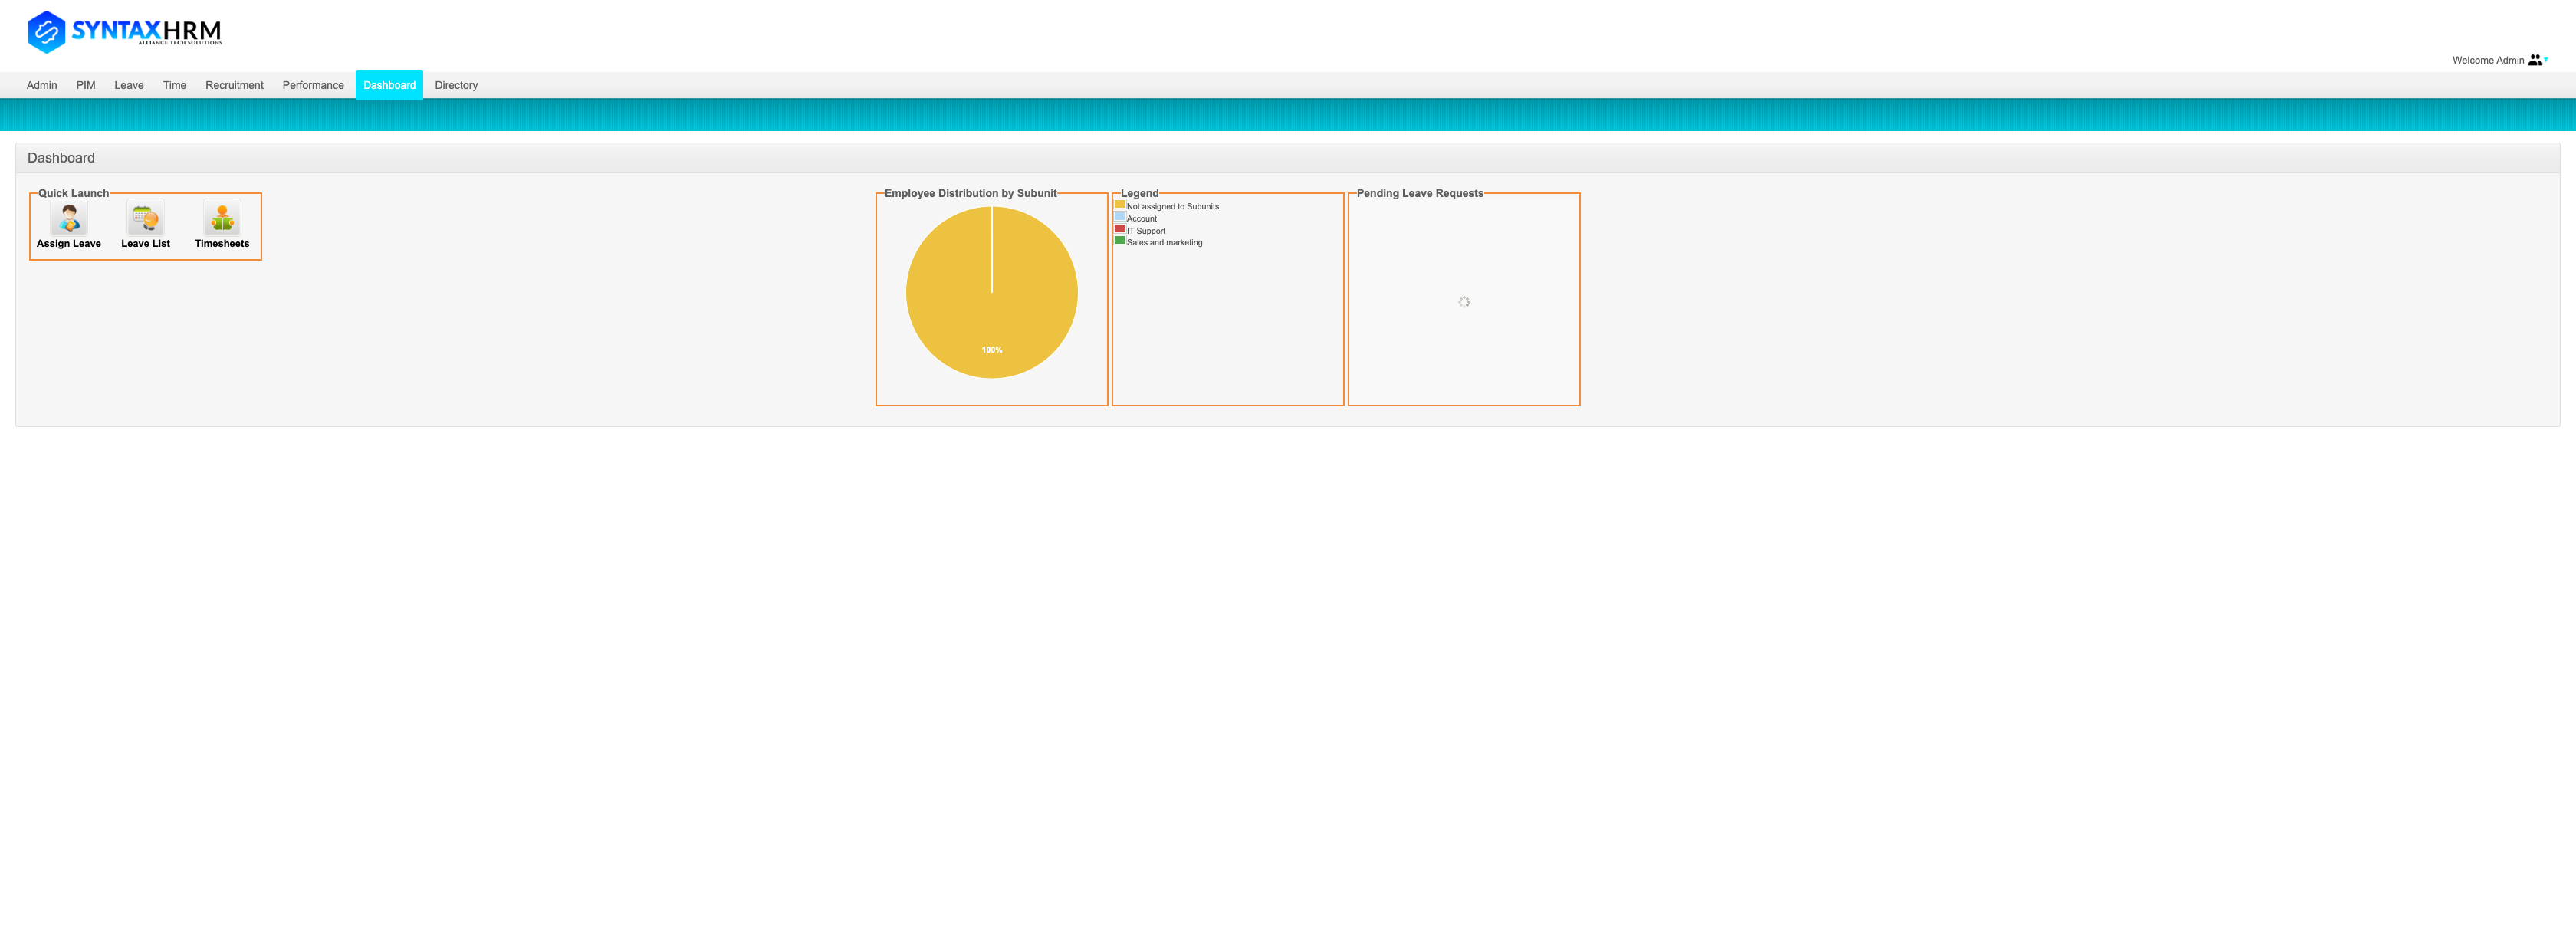 SYNTAXHRM
ALLIANCE TECH SOLUTIONS
Welcome Admin
Admin PIM Leave Time Recruitment Performance Dashboard Directory
Dashboard
Quick Launch
Assign Leave Leave List Timesheets
Employee Distribution by Subunit
100%
Legend
Not assigned to Subunits
Account
IT Support
Sales and marketing
Pending Leave Requests